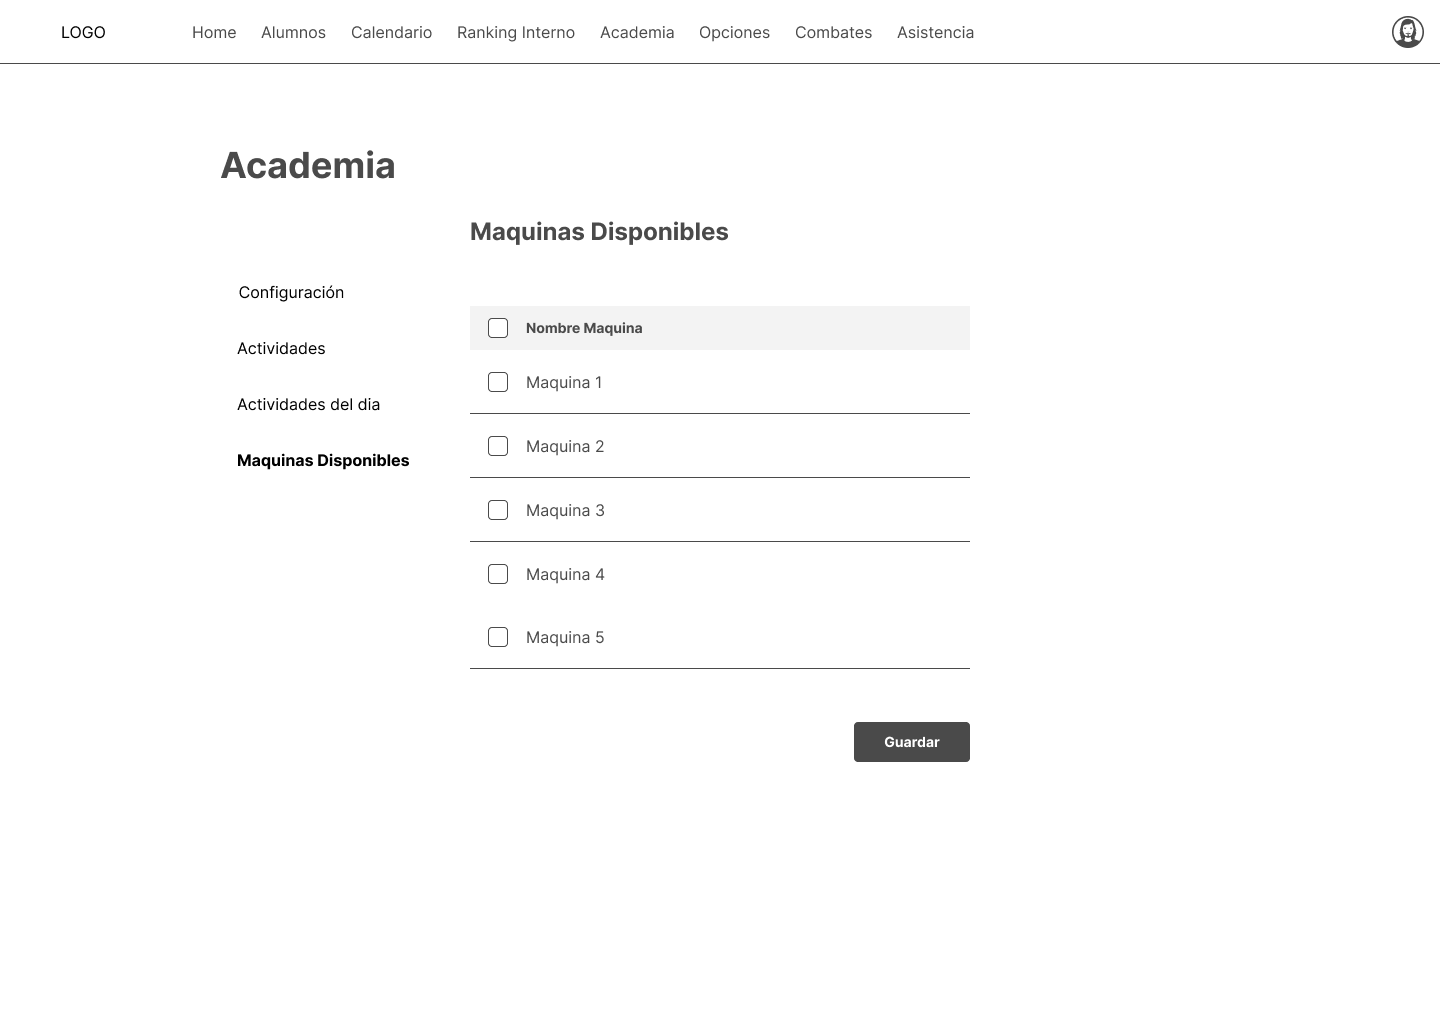 LOGO Home Alumnos Calendario Ranking Interno Academia Opciones Combates Asistencia
Academia
Maquinas Disponibles
Configuración
Actividades
Actividades del dia
Maquinas Disponibles
Nombre Maquina
Maquina 1
Maquina 2
Maquina 3
Maquina 4
Maquina 5
Guardar